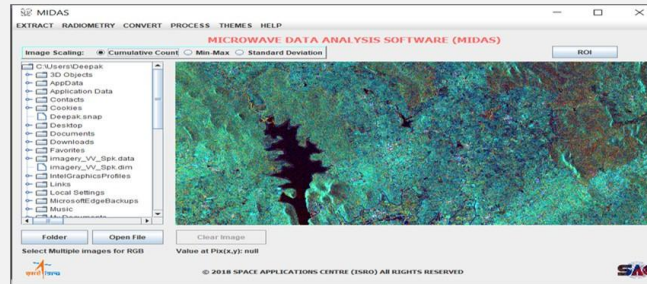 MIDAS
EXTRACT RADIOMETRY CONVERT PROCESS THEMES HELP
MICROWAVE DATA ANALYSIS SOFTWARE (MIDAS)
Image Scaling: Cumulative Count Min-Max Standard Deviation ROI
C:\Users\Deepak
3D Objects
AppData
Application Data
Contacts
Cookies
Deepak.snap
Desktop
Documents
Downloads
Favorites
imagery_VV_Spk.data
imagery_VV_Spk.dim
IntelGraphicsProfiles
Links
Local Settings
MicrosoftEdgeBackups
Music
My Documents
Folder Open File Clear Image
Select Multiple images for RGB Value at Pix(x,y): null
© 2018 SPACE APPLICATIONS CENTRE (ISRO) All RIGHTS RESERVED